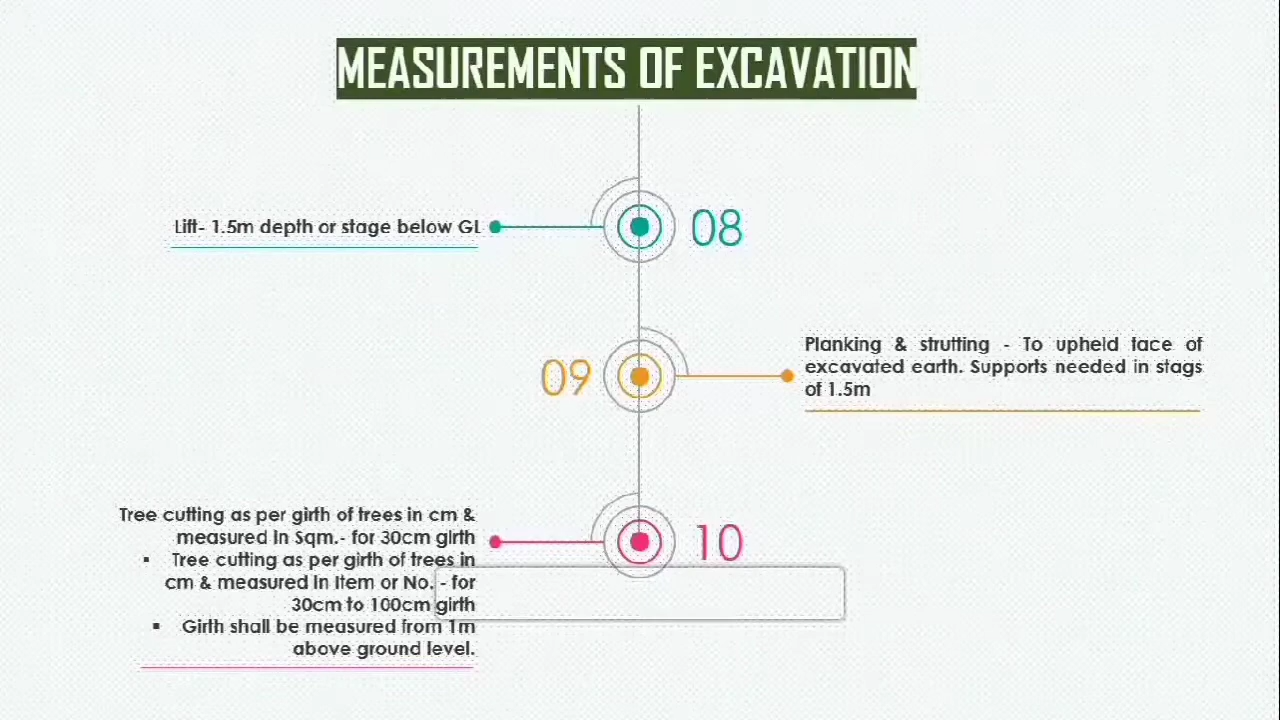 MEASUREMENTS OF EXCAVATION
Lift- 1.5m depth or stage below GL
08
09
Planking & strutting - To upheld face of
excavated earth. Supports needed in stags
of 1.5m
Tree cutting as per girth of trees in cm &
measured in Sqm.- for 30cm girth
▪ Tree cutting as per girth of trees in
cm & measured in Item or No. - for
30cm to 100cm girth
▪ Girth shall be measured from 1m
above ground level.
10